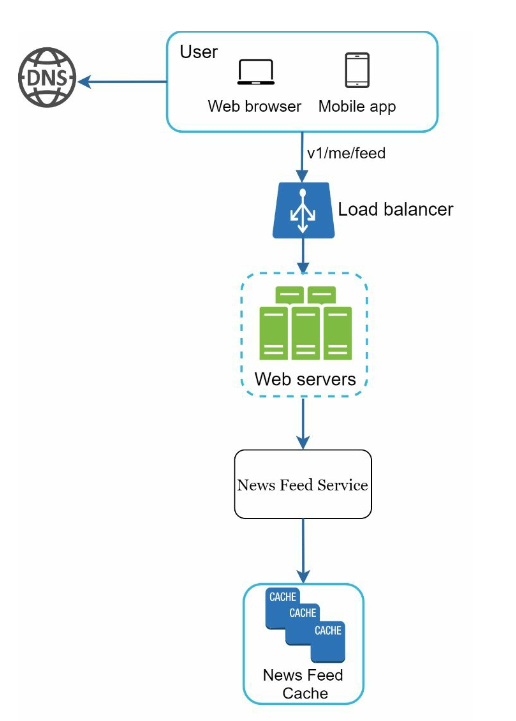 User
DNS
Web browser
Mobile app
v1/me/feed
Load balancer
Web servers
News Feed Service
CACHE
CACHE
CACHE
News Feed
Cache